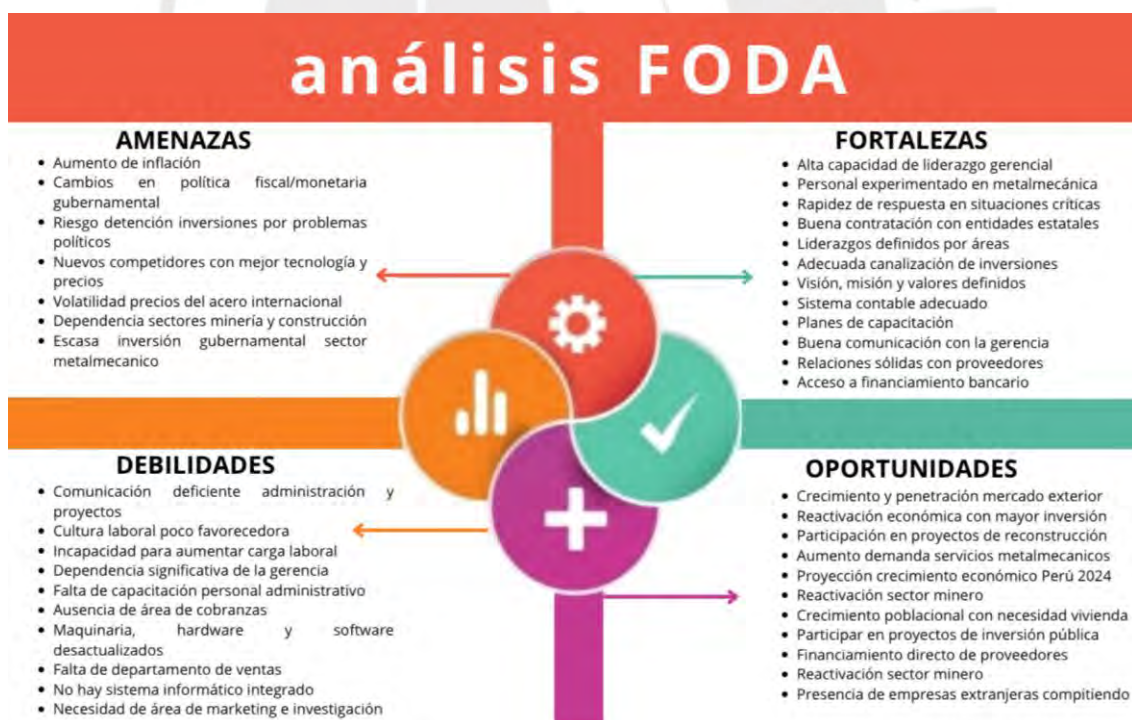 análisis FODA
AMENAZAS
• Aumento de inflación
• Cambios en política fiscal/monetaria
gubernamental
• Riesgo detención inversiones por problemas
políticos
• Nuevos competidores con mejor tecnología y
precios
• Volatilidad precios del acero internacional
• Dependencia sectores minería y construcción
• Escasa inversión gubernamental sector
metalmecanico
FORTALEZAS
• Alta capacidad de liderazgo gerencial
• Personal experimentado en metalmecánica
• Rapidez de respuesta en situaciones críticas
• Buena contratación con entidades estatales
• Liderazgos definidos por áreas
• Adecuada canalización de inversiones
• Visión, misión y valores definidos
• Sistema contable adecuado
• Planes de capacitación
• Buena comunicación con la gerencia
• Relaciones sólidas con proveedores
• Acceso a financiamiento bancario
DEBILIDADES
• Comunicación deficiente administración y
proyectos
• Cultura laboral poco favorecedora
• Incapacidad para aumentar carga laboral
• Dependencia significativa de la gerencia
• Falta de capacitación personal administrativo
• Ausencia de área de cobranzas
• Maquinaria, hardware y software
desactualizados
• Falta de departamento de ventas
• No hay sistema informático integrado
• Necesidad de área de marketing e investigación
OPORTUNIDADES
• Crecimiento y penetración mercado exterior
• Reactivación económica con mayor inversión
• Participación en proyectos de reconstrucción
• Aumento demanda servicios metalmecanicos
• Proyección crecimiento económico Perú 2024
• Reactivación sector minero
• Crecimiento poblacional con necesidad vivienda
• Participar en proyectos de inversión pública
• Financiamiento directo de proveedores
• Reactivación sector minero
• Presencia de empresas extranjeras compitiendo